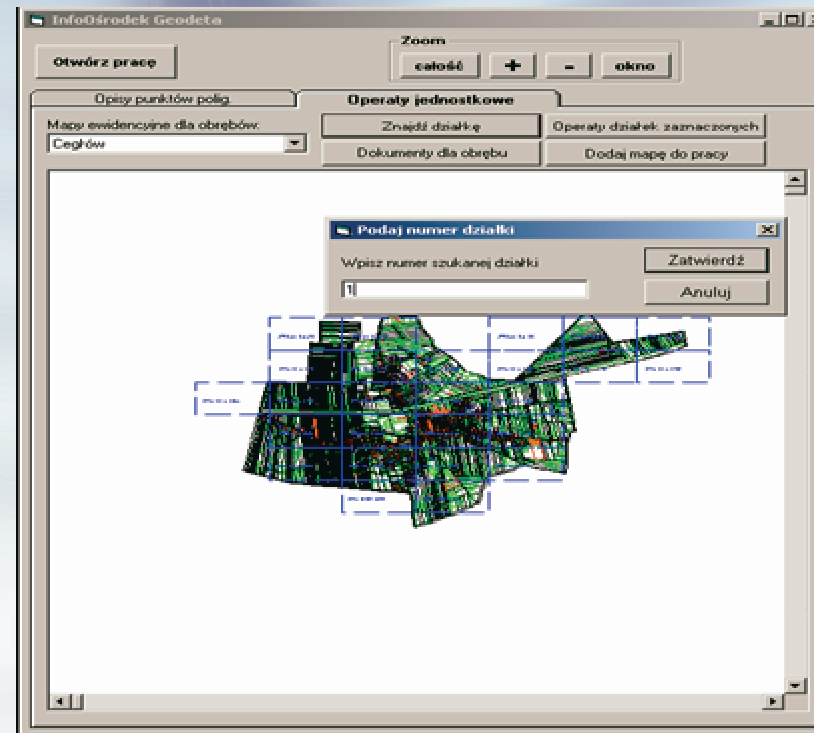 InfoOśrodek Geodeta
Zoom
Otwórz pracę
całość + - okno
Opisy punktów polig.
Operaty jednostkowe
Mapy ewidencyjne dla obrębów:
Cegłów
Znajdź działkę
Operaty działek zaznaczonych
Dokumenty dla obrębu
Dodaj mapę do pracy
Podaj numer działki
Wpisz numer szukanej działki
Zatwierdź
1
Anuluj